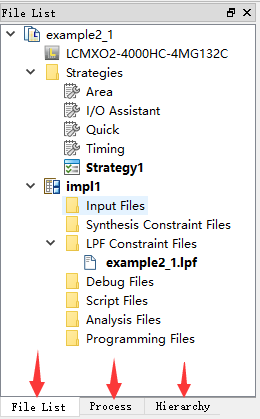 File List
example2_1
LCMXO2-4000HC-4MG132C
Strategies
Area
I/O Assistant
Quick
Timing
Strategy1
impl1
Input Files
Synthesis Constraint Files
LPF Constraint Files
example2_1.lpf
Debug Files
Script Files
Analysis Files
Programming Files
File List Process Hierarchy